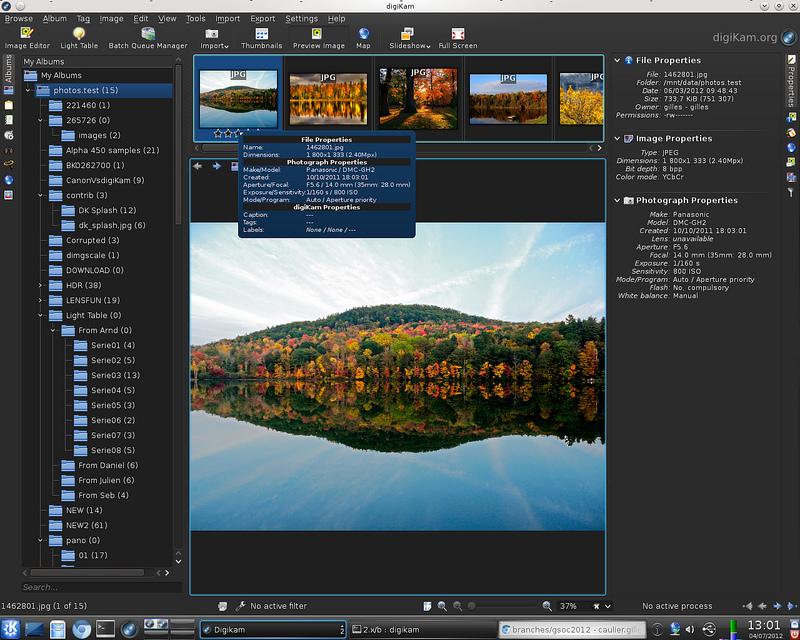 digiKam
Browse Album Tag Image Edit View Tools Import Export Settings Help
Image Editor Light Table Batch Queue Manager Import Thumbnails Preview Image Map Slideshow Full Screen
digiKam.org
Albums
My Albums
My Albums
photos.test (15)
221460 (1)
265726 (0)
images (2)
Alpha 450 samples (21)
BKO262700 (1)
CanonVsdigiKam (9)
contrib (3)
DK Splash (12)
dk_splash.jpg (6)
Corrupted (3)
dimgscale (1)
DOWNLOAD (0)
HDR (38)
LENSFUN (19)
Light Table (0)
From Arnd (0)
Serie01 (4)
Serie02 (5)
Serie03 (13)
Serie04 (5)
Serie05 (3)
Serie06 (2)
Serie07 (3)
Serie08 (5)
From Daniel (6)
From Julien (6)
From Seb (4)
NEW (14)
NEW2 (61)
pano (0)
01 (17)
Search...
JPG JPG JPG JPG JPG
File Properties
Name: 1462801.jpg
Dimensions: 1 800x1 333 (2.40Mpx)
Photograph Properties
Make/Model: Panasonic / DMC-GH2
Created: 10/10/2011 18:03:01
Aperture/Focal: F5.6 / 14.0 mm (35mm: 28.0 mm)
Exposure/Sensitivity: 1/160 s / 800 ISO
Mode/Program: Auto / Aperture priority
digiKam Properties
Caption: ---
Tags: ---
Labels: None / None / ---
File Properties
File: 1462801.jpg
Folder: /mnt/data/photos.test
Date: 06/03/2012 09:48:43
Size: 733,7 KiB (751 307)
Owner: gilles - gilles
Permissions: -rw-------
Image Properties
Type: JPEG
Dimensions: 1 800x1 333 (2.40Mpx)
Bit depth: 8 bpp
Color mode: YCbCr
Photograph Properties
Make: Panasonic
Model: DMC-GH2
Created: 10/10/2011 18:03:01
Lens: unavailable
Aperture: F5.6
Focal: 14.0 mm (35mm: 28.0 mm)
Exposure: 1/160 s
Sensitivity: 800 ISO
Mode/Program: Auto / Aperture priority
Flash: No, compulsory
White balance: Manual
Properties
1462801.jpg (1 of 15) No active filter 37% No active process
Digikam 2 2.x/b : digikam branches/gsoc2012 - caulier.gil
13:01
04/07/2012